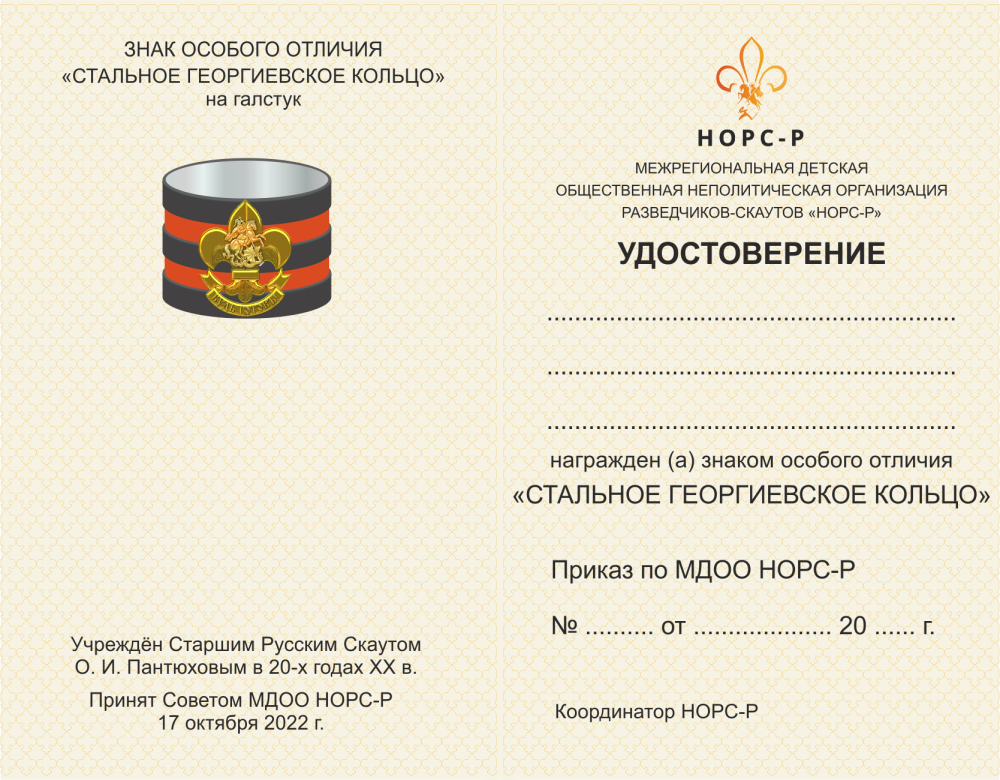 ЗНАК ОСОБОГО ОТЛИЧИЯ
«СТАЛЬНОЕ ГЕОРГИЕВСКОЕ КОЛЬЦО»
на галстук
Учреждён Старшим Русским Скаутом
О. И. Пантюховым в 20-х годах XX в.
Принят Советом МДОО НОРС-Р
17 октября 2022 г.
НОРС-Р
МЕЖРЕГИОНАЛЬНАЯ ДЕТСКАЯ
ОБЩЕСТВЕННАЯ НЕПОЛИТИЧЕСКАЯ ОРГАНИЗАЦИЯ
РАЗВЕДЧИКОВ-СКАУТОВ «НОРС-Р»
УДОСТОВЕРЕНИЕ
...........................................................
...........................................................
...........................................................
награжден (а) знаком особого отличия
«СТАЛЬНОЕ ГЕОРГИЕВСКОЕ КОЛЬЦО»
Приказ по МДОО НОРС-Р
№ .......... от .................... 20 ...... г.
Координатор НОРС-Р